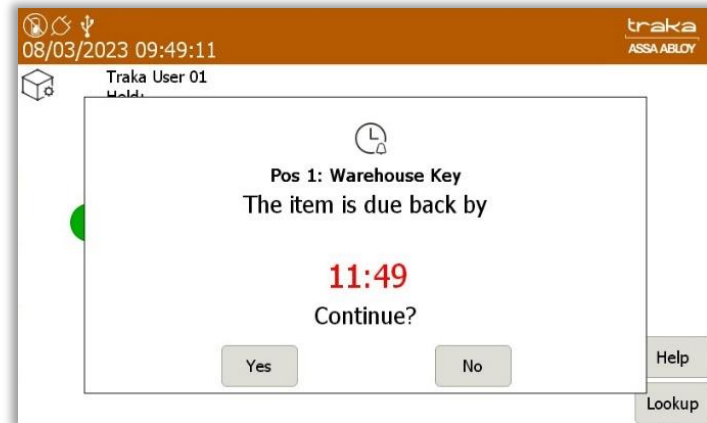 traka
08/03/2023 09:49:11
ASSA ABLOY
Traka User 01
Held:
Pos 1: Warehouse Key
The item is due back by
11:49
Continue?
Yes
No
Help
Lookup